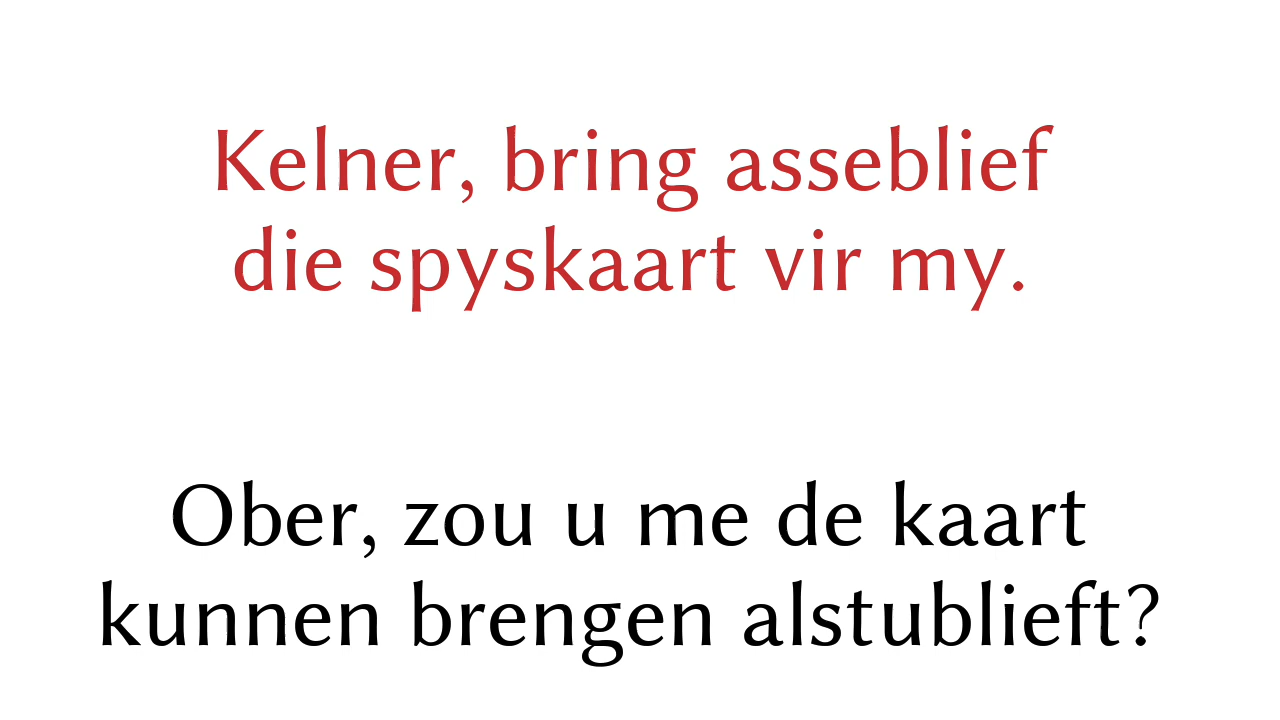 Kelner, bring asseblief
die spyskaart vir my.
Ober, zou u me de kaart
kunnen brengen alstublieft?